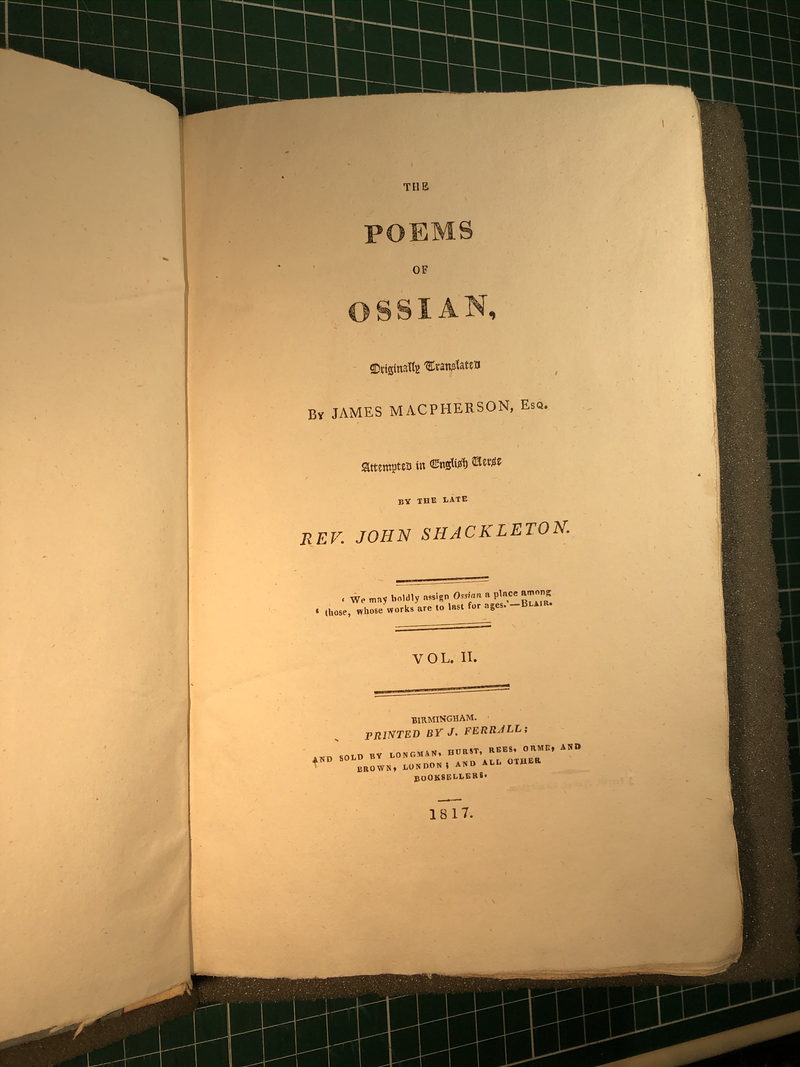 THE
POEMS
OF
OSSIAN,
Originally Translated
By JAMES MACPHERSON, Esq.
Attempted in English Verse
BY THE LATE
REV. JOHN SHACKLETON.
‘ We may boldly assign Ossian a place among
‘ those, whose works are to last for ages.’—BLAIR.
VOL. II.
BIRMINGHAM.
PRINTED BY J. FERRALL;
AND SOLD BY LONGMAN, HURST, REES, ORME, AND
BROWN, LONDON; AND ALL OTHER
BOOKSELLERS.
1817.